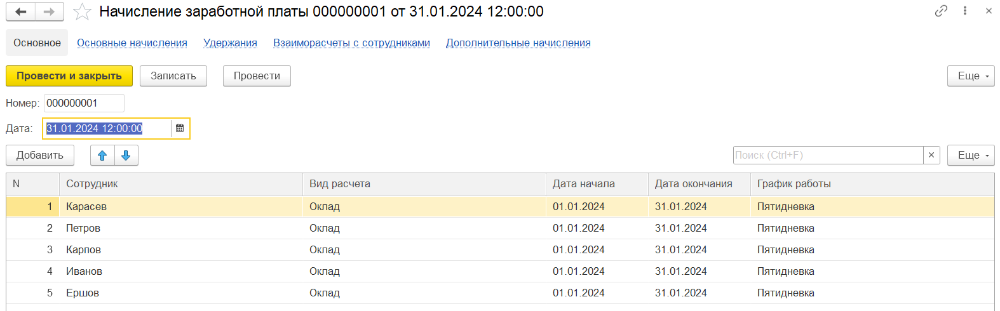 Начисление заработной платы 000000001 от 31.01.2024 12:00:00
Основное Основные начисления Удержания Взаиморасчеты с сотрудниками Дополнительные начисления
Провести и закрыть Записать Провести Еще
Номер: 000000001
Дата: 31.01.2024 12:00:00
Добавить Поиск (Ctrl+F) × Еще
N Сотрудник Вид расчета Дата начала Дата окончания График работы
1 Карасев Оклад 01.01.2024 31.01.2024 Пятидневка
2 Петров Оклад 01.01.2024 31.01.2024 Пятидневка
3 Карпов Оклад 01.01.2024 31.01.2024 Пятидневка
4 Иванов Оклад 01.01.2024 31.01.2024 Пятидневка
5 Ершов Оклад 01.01.2024 31.01.2024 Пятидневка